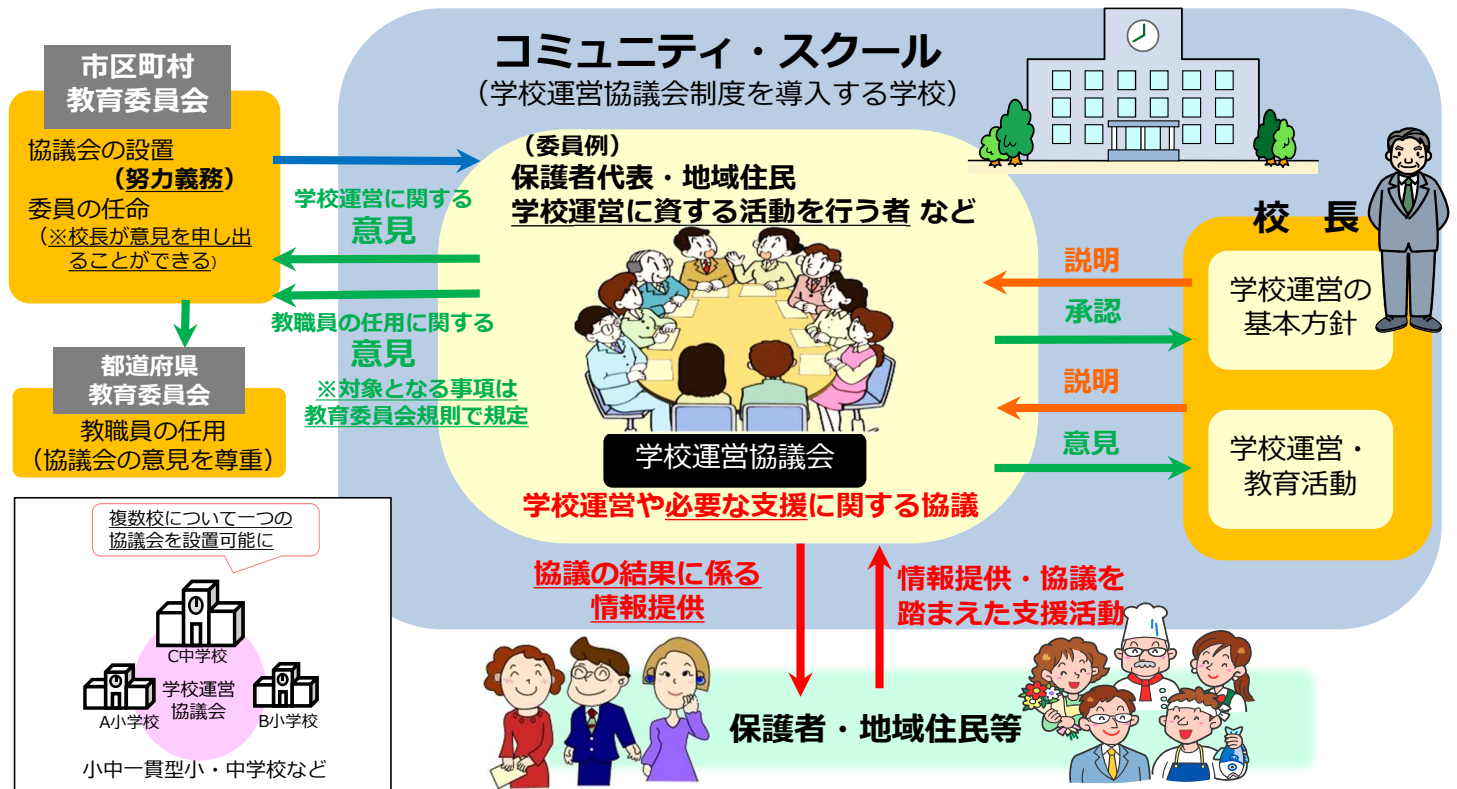 コミュニティ・スクール
（学校運営協議会制度を導入する学校）
市区町村
教育委員会
協議会の設置
（努力義務）
委員の任命
（※校長が意見を申し出
ることができる）
都道府県
教育委員会
教職員の任用
（協議会の意見を尊重）
学校運営に関する
意見
教職員の任用に関する
意見
※対象となる事項は
教育委員会規則で規定
（委員例）
保護者代表・地域住民
学校運営に資する活動を行う者 など
学校運営協議会
学校運営や必要な支援に関する協議
説明
承認
説明
意見
校 長
学校運営の
基本方針
学校運営・
教育活動
協議の結果に係る
情報提供
情報提供・協議を
踏まえた支援活動
保護者・地域住民等
複数校について一つの
協議会を設置可能に
C中学校
学校運営
協議会
A小学校
B小学校
小中一貫型小・中学校など